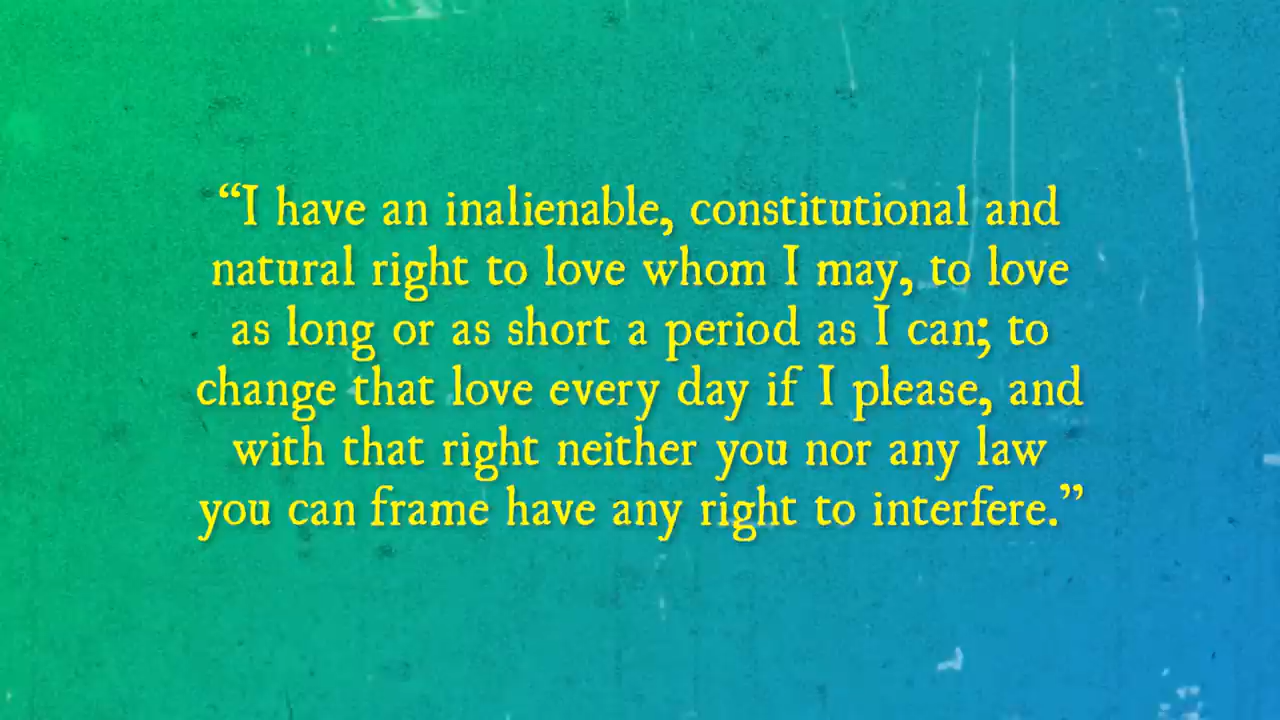 “I have an inalienable, constitutional and
natural right to love whom I may, to love
as long or as short a period as I can; to
change that love every day if I please, and
with that right neither you nor any law
you can frame have any right to interfere.”